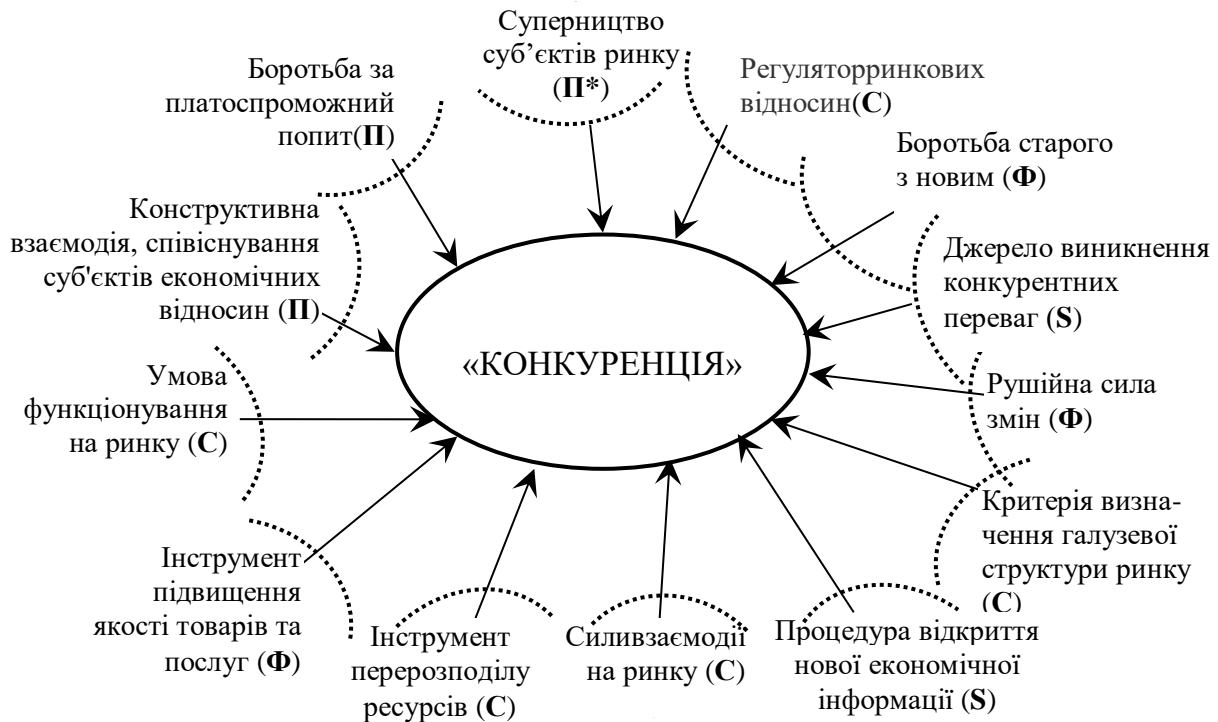 Суперництво
суб’єктів ринку
(П*)
Боротьба за
платоспроможний
попит(П)
Регуляторринкових
відносин(С)
Боротьба старого
з новим (Ф)
Конструктивна
взаємодія, співіснування
суб'єктів економічних
відносин (П)
Джерело виникнення
конкурентних
переваг (S)
«КОНКУРЕНЦІЯ»
Умова
функціонування
на ринку (С)
Рушійна сила
змін (Ф)
Критерія визна-
чення галузевої
структури ринку
(С)
Інструмент
підвищення
якості товарів та
послуг (Ф)
Інструмент
перерозподілу
ресурсів (С)
Силивзаємодії
на ринку (С)
Процедура відкриття
нової економічної
інформації (S)